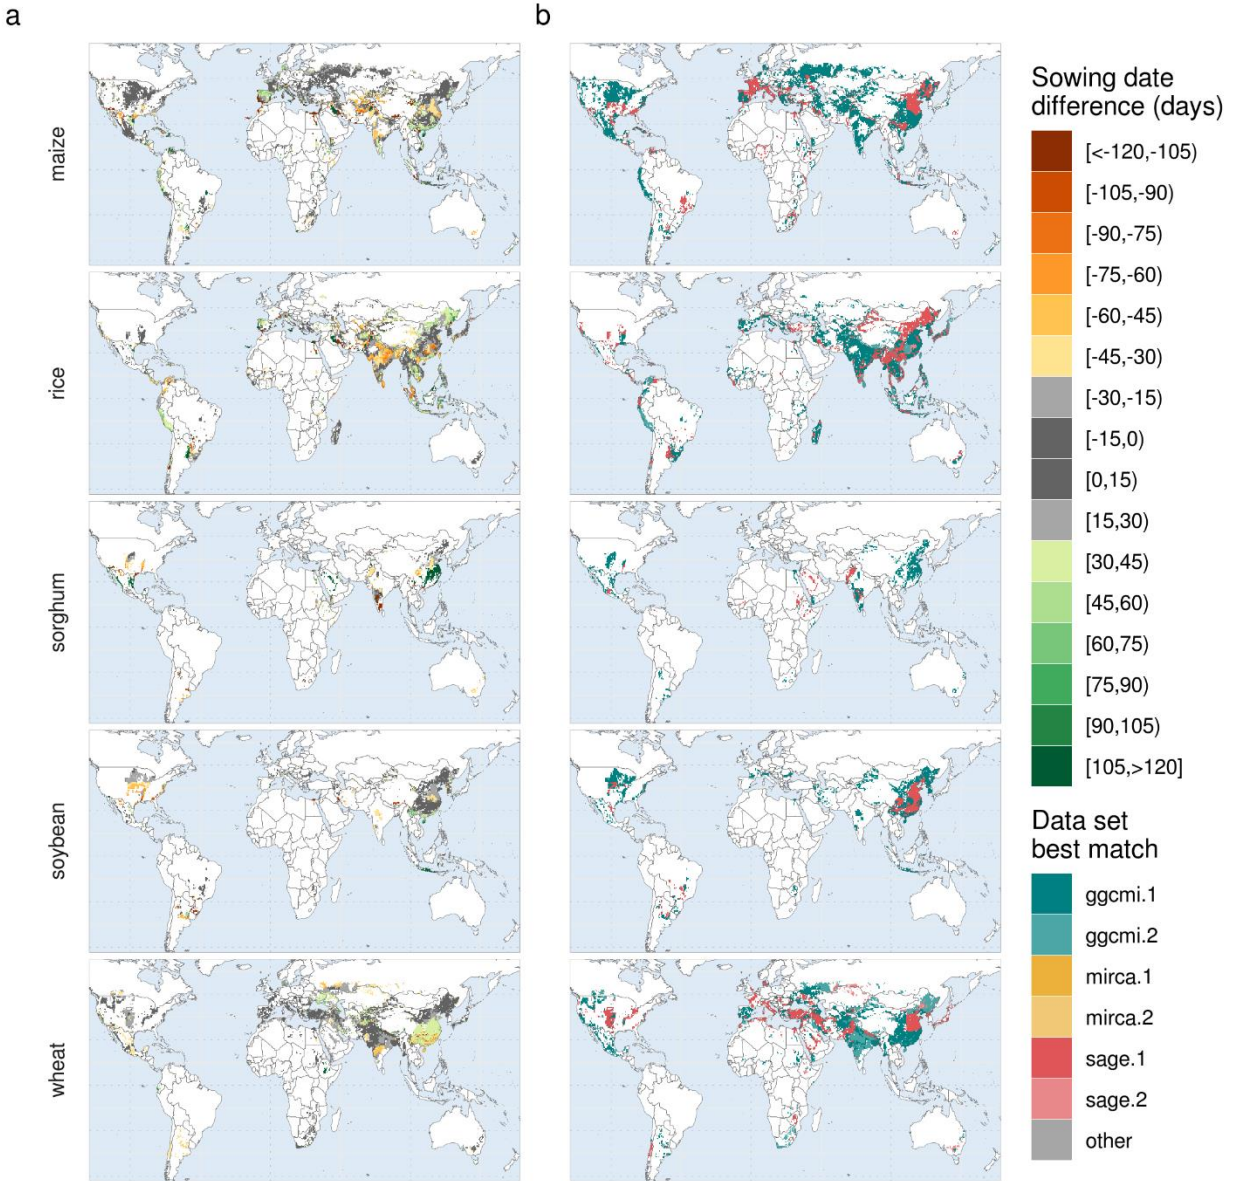 a
b
maize
rice
sorghum
soybean
wheat
Sowing date
difference (days)
[<-120,-105)
[-105,-90)
[-90,-75)
[-75,-60)
[-60,-45)
[-45,-30)
[-30,-15)
[-15,0)
[0,15)
[15,30)
[30,45)
[45,60)
[60,75)
[75,90)
[90,105)
[105,>120]
Data set
best match
ggcmi.1
ggcmi.2
mirca.1
mirca.2
sage.1
sage.2
other